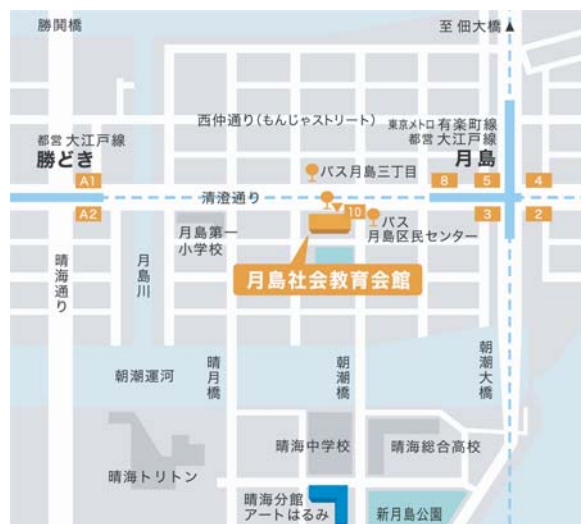 勝鬨橋
至 佃大橋▲
西仲通り(もんじゃストリート)
東京メトロ 有楽町線
都営 大江戸線
月島
都営 大江戸線
勝どき
バス月島三丁目
A1
8
5
4
清澄通り
A2
10
3
2
バス
月島区民センター
月島第一
小学校
月島社会教育会館
晴海通り
月島川
朝潮運河
晴月橋
朝潮橋
朝潮大橋
晴海中学校
晴海総合高校
晴海トリトン
晴海分館
アートはるみ
新月島公園